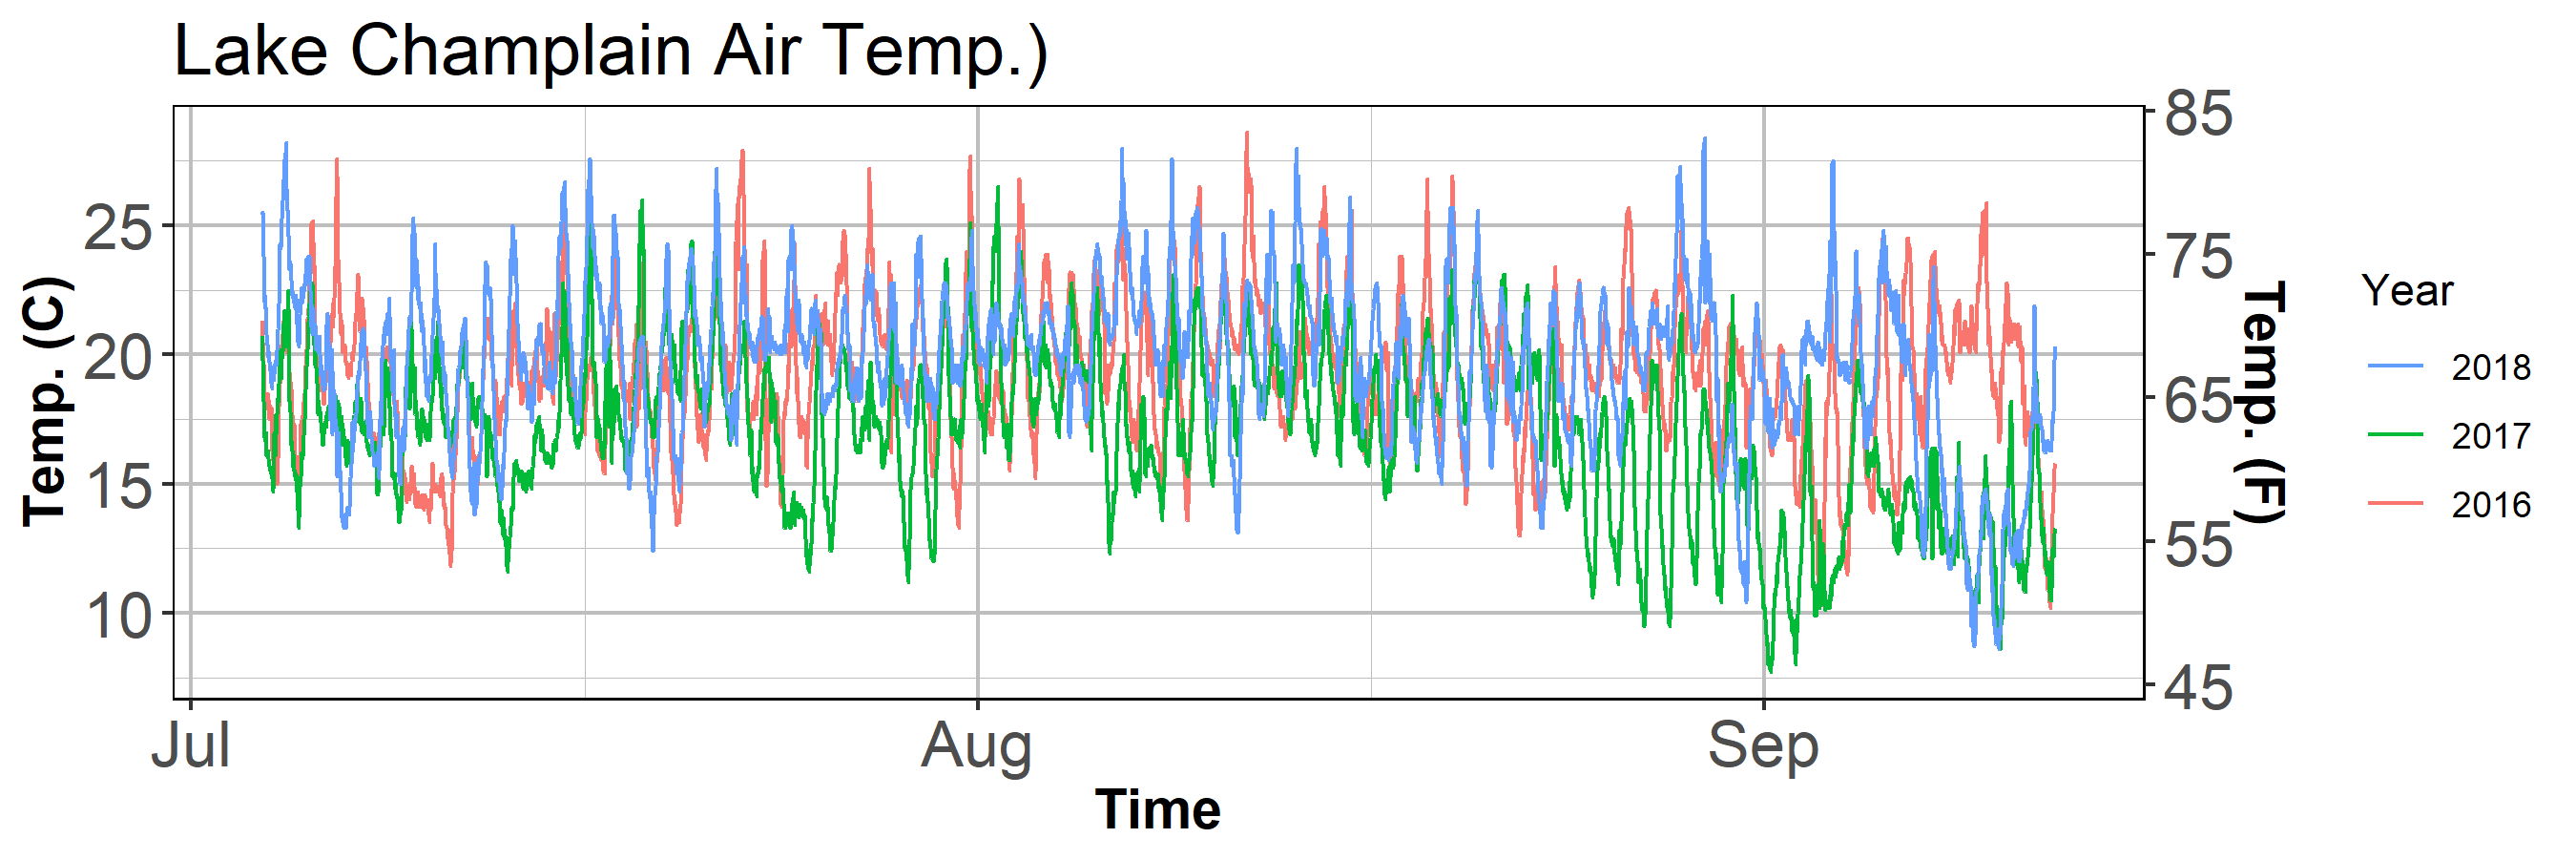 Lake Champlain Air Temp.)
Temp. (C)
25
20
15
10
85
75
65
55
45
Temp. (F)
Jul
Aug
Sep
Time
Year
2018
2017
2016